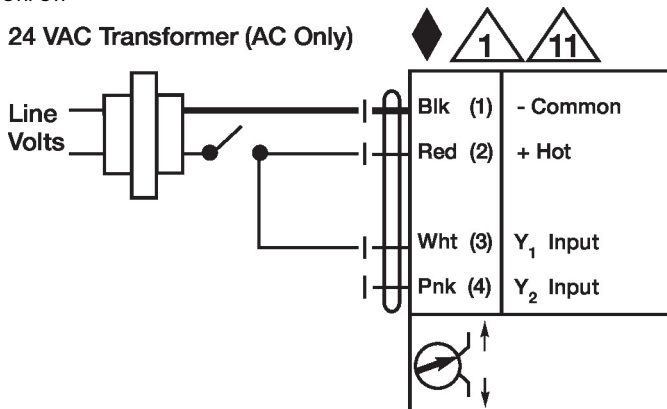 24 VAC Transformer (AC Only)
1
11
Line
Volts
Blk (1) - Common
Red (2) + Hot
Wht (3) Y1 Input
Pnk (4) Y2 Input